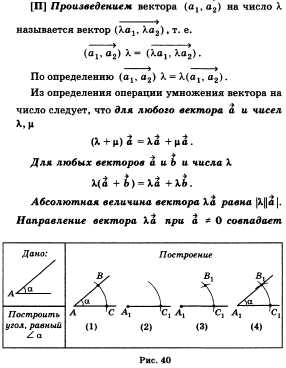 [П] Произведением вектора (a₁, a₂) на число λ
называется вектор (λa₁, λa₂), т. е.
(a₁, a₂) λ = (λa₁, λa₂).
По определению (a₁, a₂) λ = λ(a₁, a₂).
Из определения операции умножения вектора на
число следует, что для любого вектора a⃗ и чисел
λ, μ
(λ + μ) a⃗ = λa⃗ + μa⃗.
Для любых векторов a⃗ и b⃗ и числа λ
λ(a⃗ + b⃗) = λa⃗ + λb⃗.
Абсолютная величина вектора λa⃗ равна |λ||a⃗|.
Направление вектора λa⃗ при a⃗ ≠ 0 совпадает
Дано:
A α
Построить
угол, равный
∠ α
Построение
B
A α C
(1)
A₁ C₁
(2)
B₁
A₁ C₁
(3)
B₁
A₁ α C₁
(4)
Рис. 40